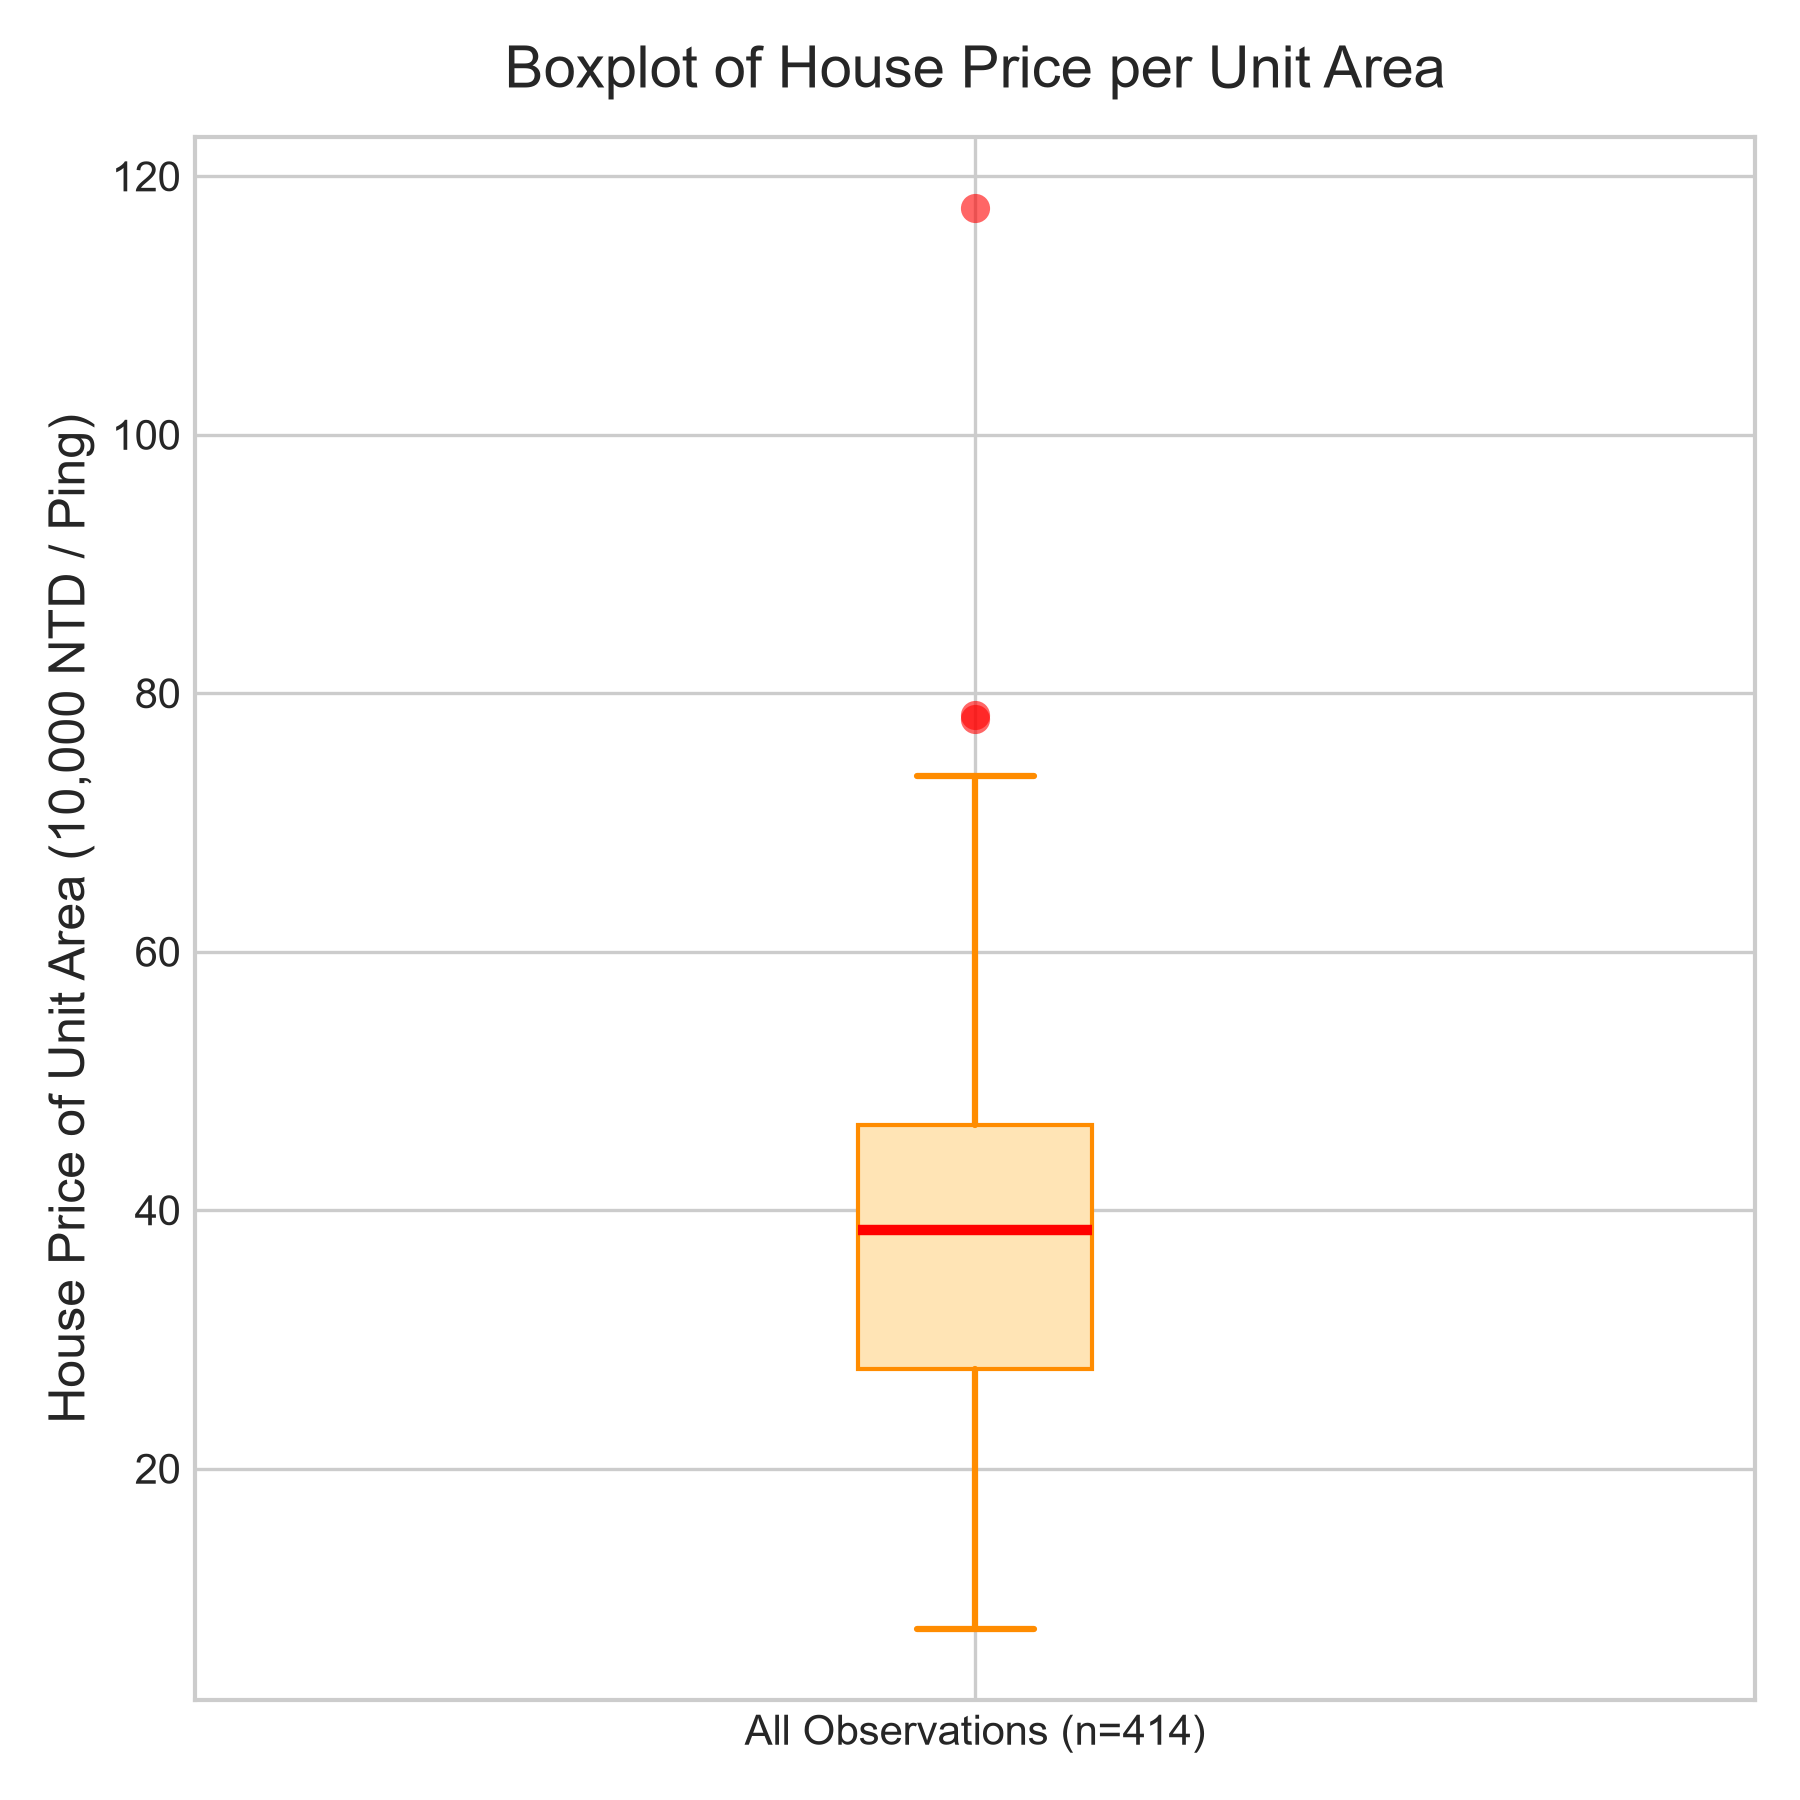 Boxplot of House Price per Unit Area
House Price of Unit Area (10,000 NTD / Ping)
120
100
80
60
40
20
All Observations (n=414)